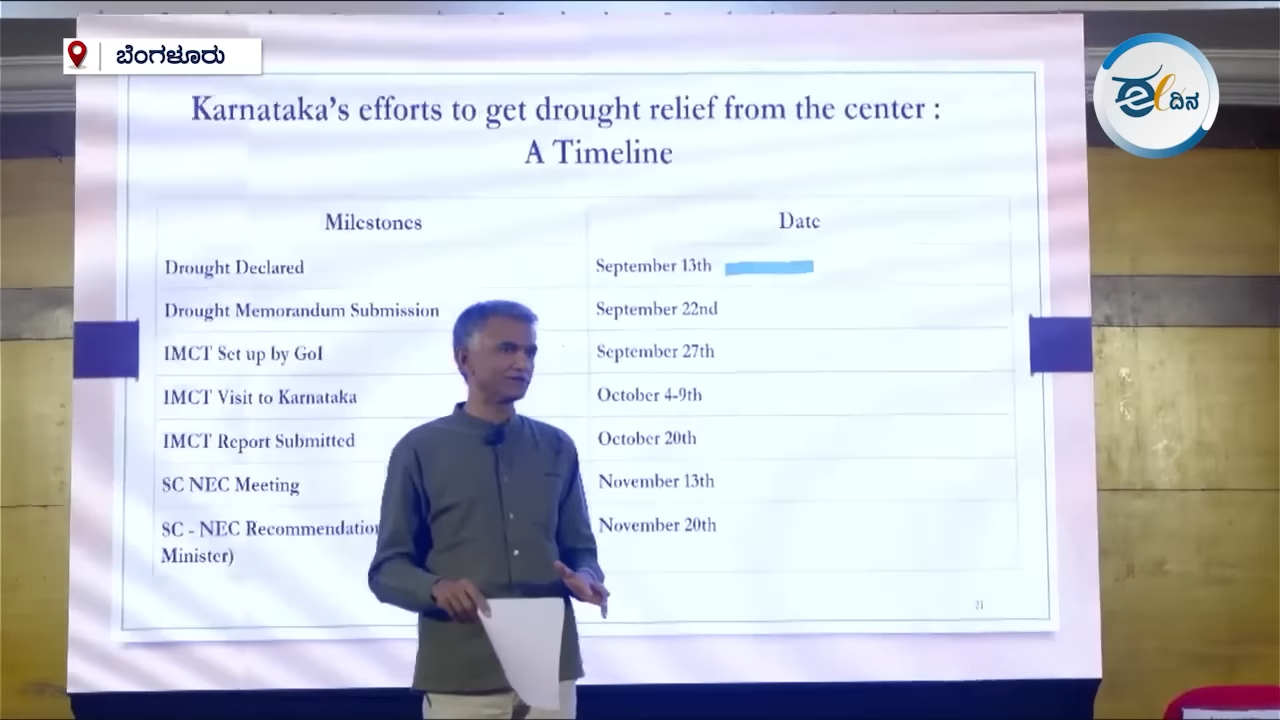 ಬೆಂಗಳೂರು
ಈ ದಿನ
Karnataka's efforts to get drought relief from the center :
A Timeline
Milestones Date
Drought Declared September 13th
Drought Memorandum Submission September 22nd
IMCT Set up by GoI September 27th
IMCT Visit to Karnataka October 4-9th
IMCT Report Submitted October 20th
SC NEC Meeting November 13th
SC - NEC November 20th
Minister)
21